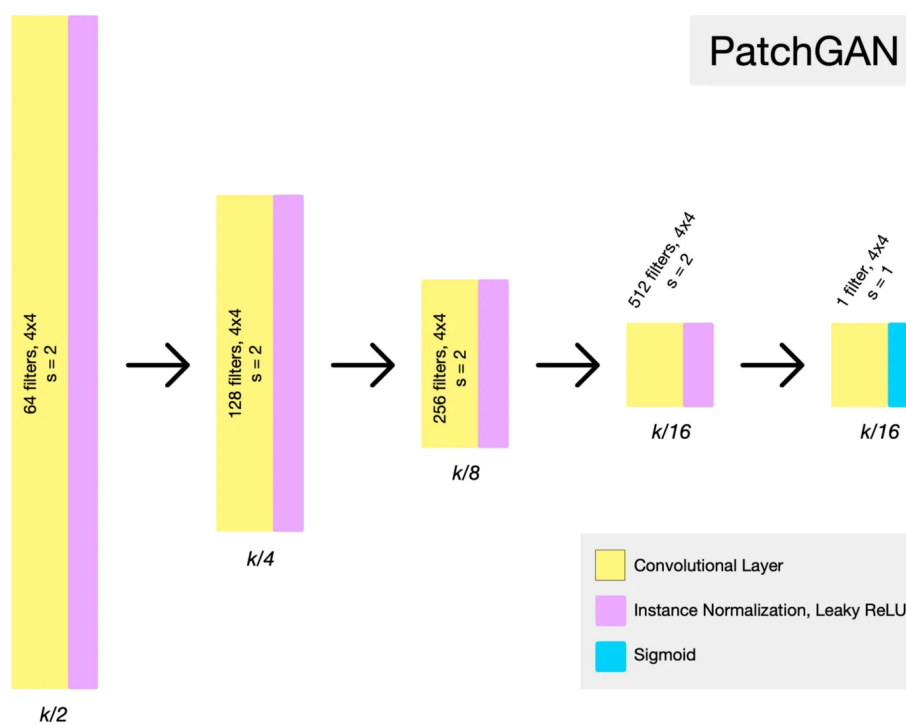 PatchGAN
64 filters, 4x4
s = 2
k/2
128 filters, 4x4
s = 2
k/4
256 filters, 4x4
s = 2
k/8
512 filters, 4x4
s = 2
k/16
1 filter, 4x4
s = 1
k/16
Convolutional Layer
Instance Normalization, Leaky ReLU
Sigmoid